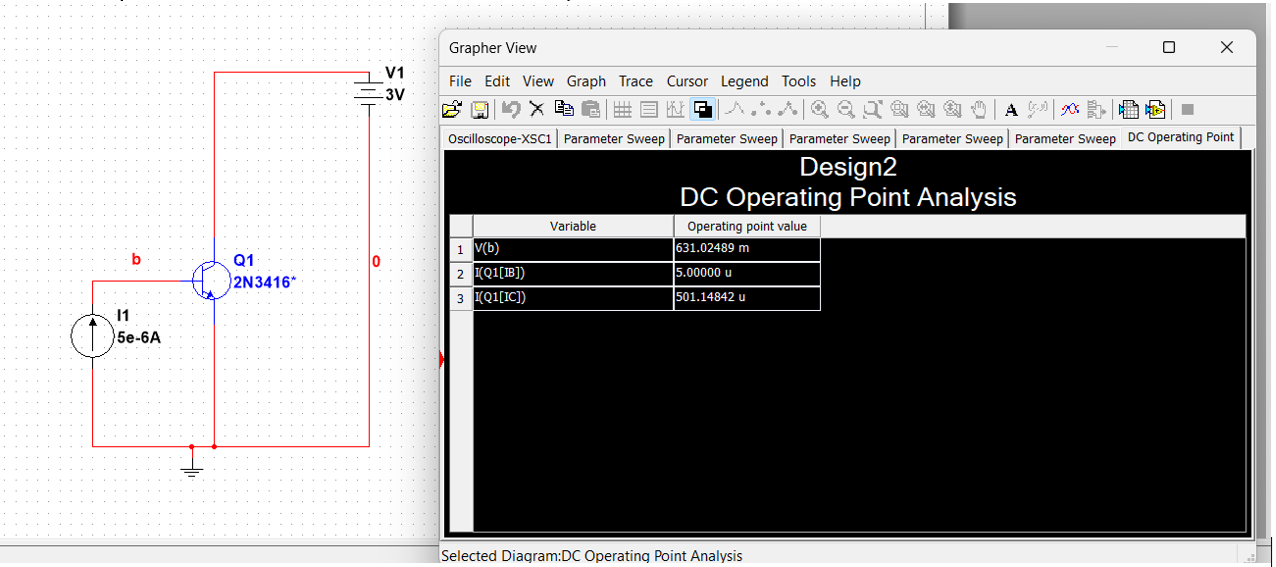 V1
3V
b
Q1
2N3416*
0
I1
5e-6A
Grapher View
File Edit View Graph Trace Cursor Legend Tools Help
A
Oscilloscope-XSC1 Parameter Sweep Parameter Sweep Parameter Sweep Parameter Sweep Parameter Sweep DC Operating Point
Design2
DC Operating Point Analysis
Variable Operating point value
1 V(b) 631.02489 m
2 I(Q1[IB]) 5.00000 u
3 I(Q1[IC]) 501.14842 u
Selected Diagram:DC Operating Point Analysis